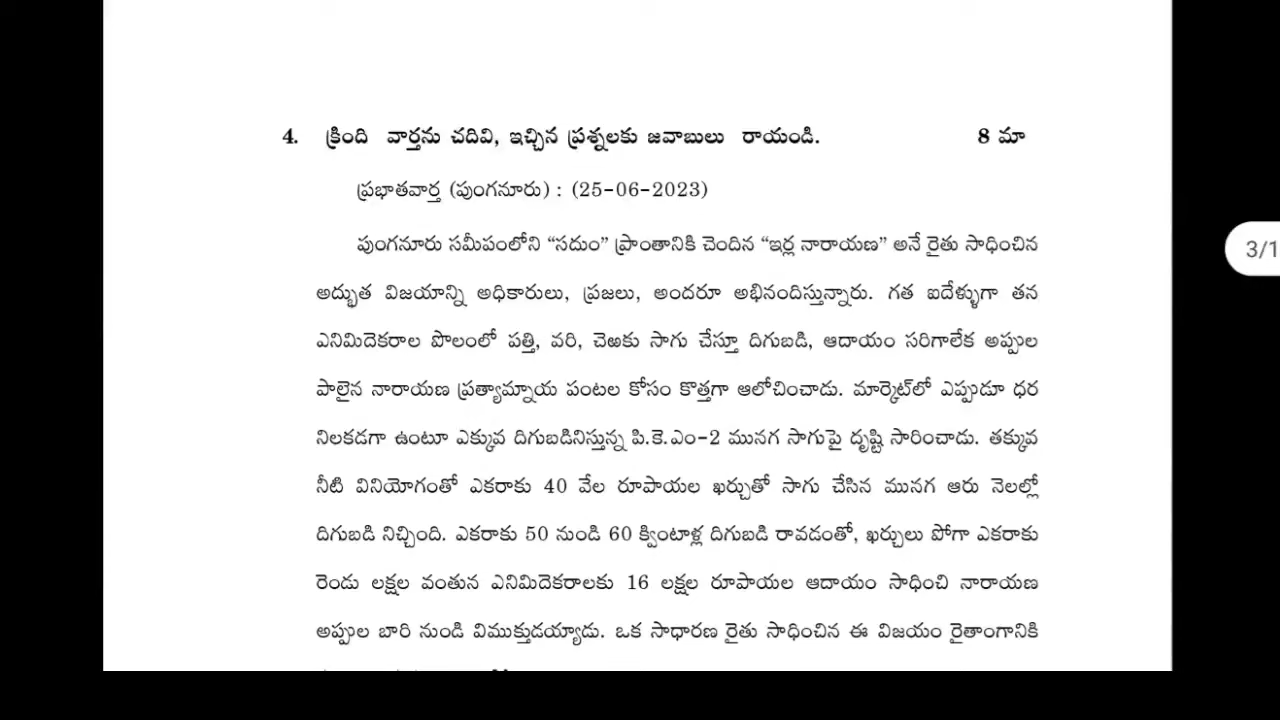 4. క్రింది వార్తను చదివి, ఇచ్చిన ప్రశ్నలకు జవాబులు రాయండి. 8 మా
ప్రభాతవార్త (పుంగనూరు) : (25-06-2023)
పుంగనూరు సమీపంలోని “సదుం” ప్రాంతానికి చెందిన “ఇర్ల నారాయణ” అనే రైతు సాధించిన
అద్భుత విజయాన్ని అధికారులు, ప్రజలు, అందరూ అభినందిస్తున్నారు. గత ఐదేళ్ళుగా తన
ఎనిమిదెకరాల పొలంలో పత్తి, వరి, చెఱకు సాగు చేస్తూ దిగుబడి, ఆదాయం సరిగాలేక అప్పుల
పాలైన నారాయణ ప్రత్యామ్నాయ పంటల కోసం కొత్తగా ఆలోచించాడు. మార్కెట్‌లో ఎప్పుడూ ధర
నిలకడగా ఉంటూ ఎక్కువ దిగుబడినిస్తున్న పి.కె.ఎం-2 మునగ సాగుపై దృష్టి సారించాడు. తక్కువ
నీటి వినియోగంతో ఎకరాకు 40 వేల రూపాయల ఖర్చుతో సాగు చేసిన మునగ ఆరు నెలల్లో
దిగుబడి నిచ్చింది. ఎకరాకు 50 నుండి 60 క్వింటాళ్ల దిగుబడి రావడంతో, ఖర్చులు పోగా ఎకరాకు
రెండు లక్షల వంతున ఎనిమిదెకరాలకు 16 లక్షల రూపాయల ఆదాయం సాధించి నారాయణ
అప్పుల బారి నుండి విముక్తుడయ్యాడు. ఒక సాధారణ రైతు సాధించిన ఈ విజయం రైతాంగానికి
3/1